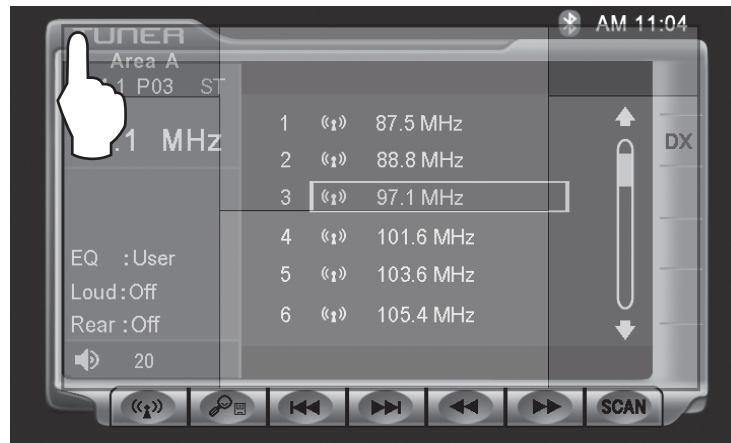 TUNER
AM 11:04
Area A
1 P03 ST
.1 MHz
DX
1 87.5 MHz
2 88.8 MHz
3 97.1 MHz
4 101.6 MHz
5 103.6 MHz
6 105.4 MHz
EQ :User
Loud:Off
Rear :Off
20
SCAN